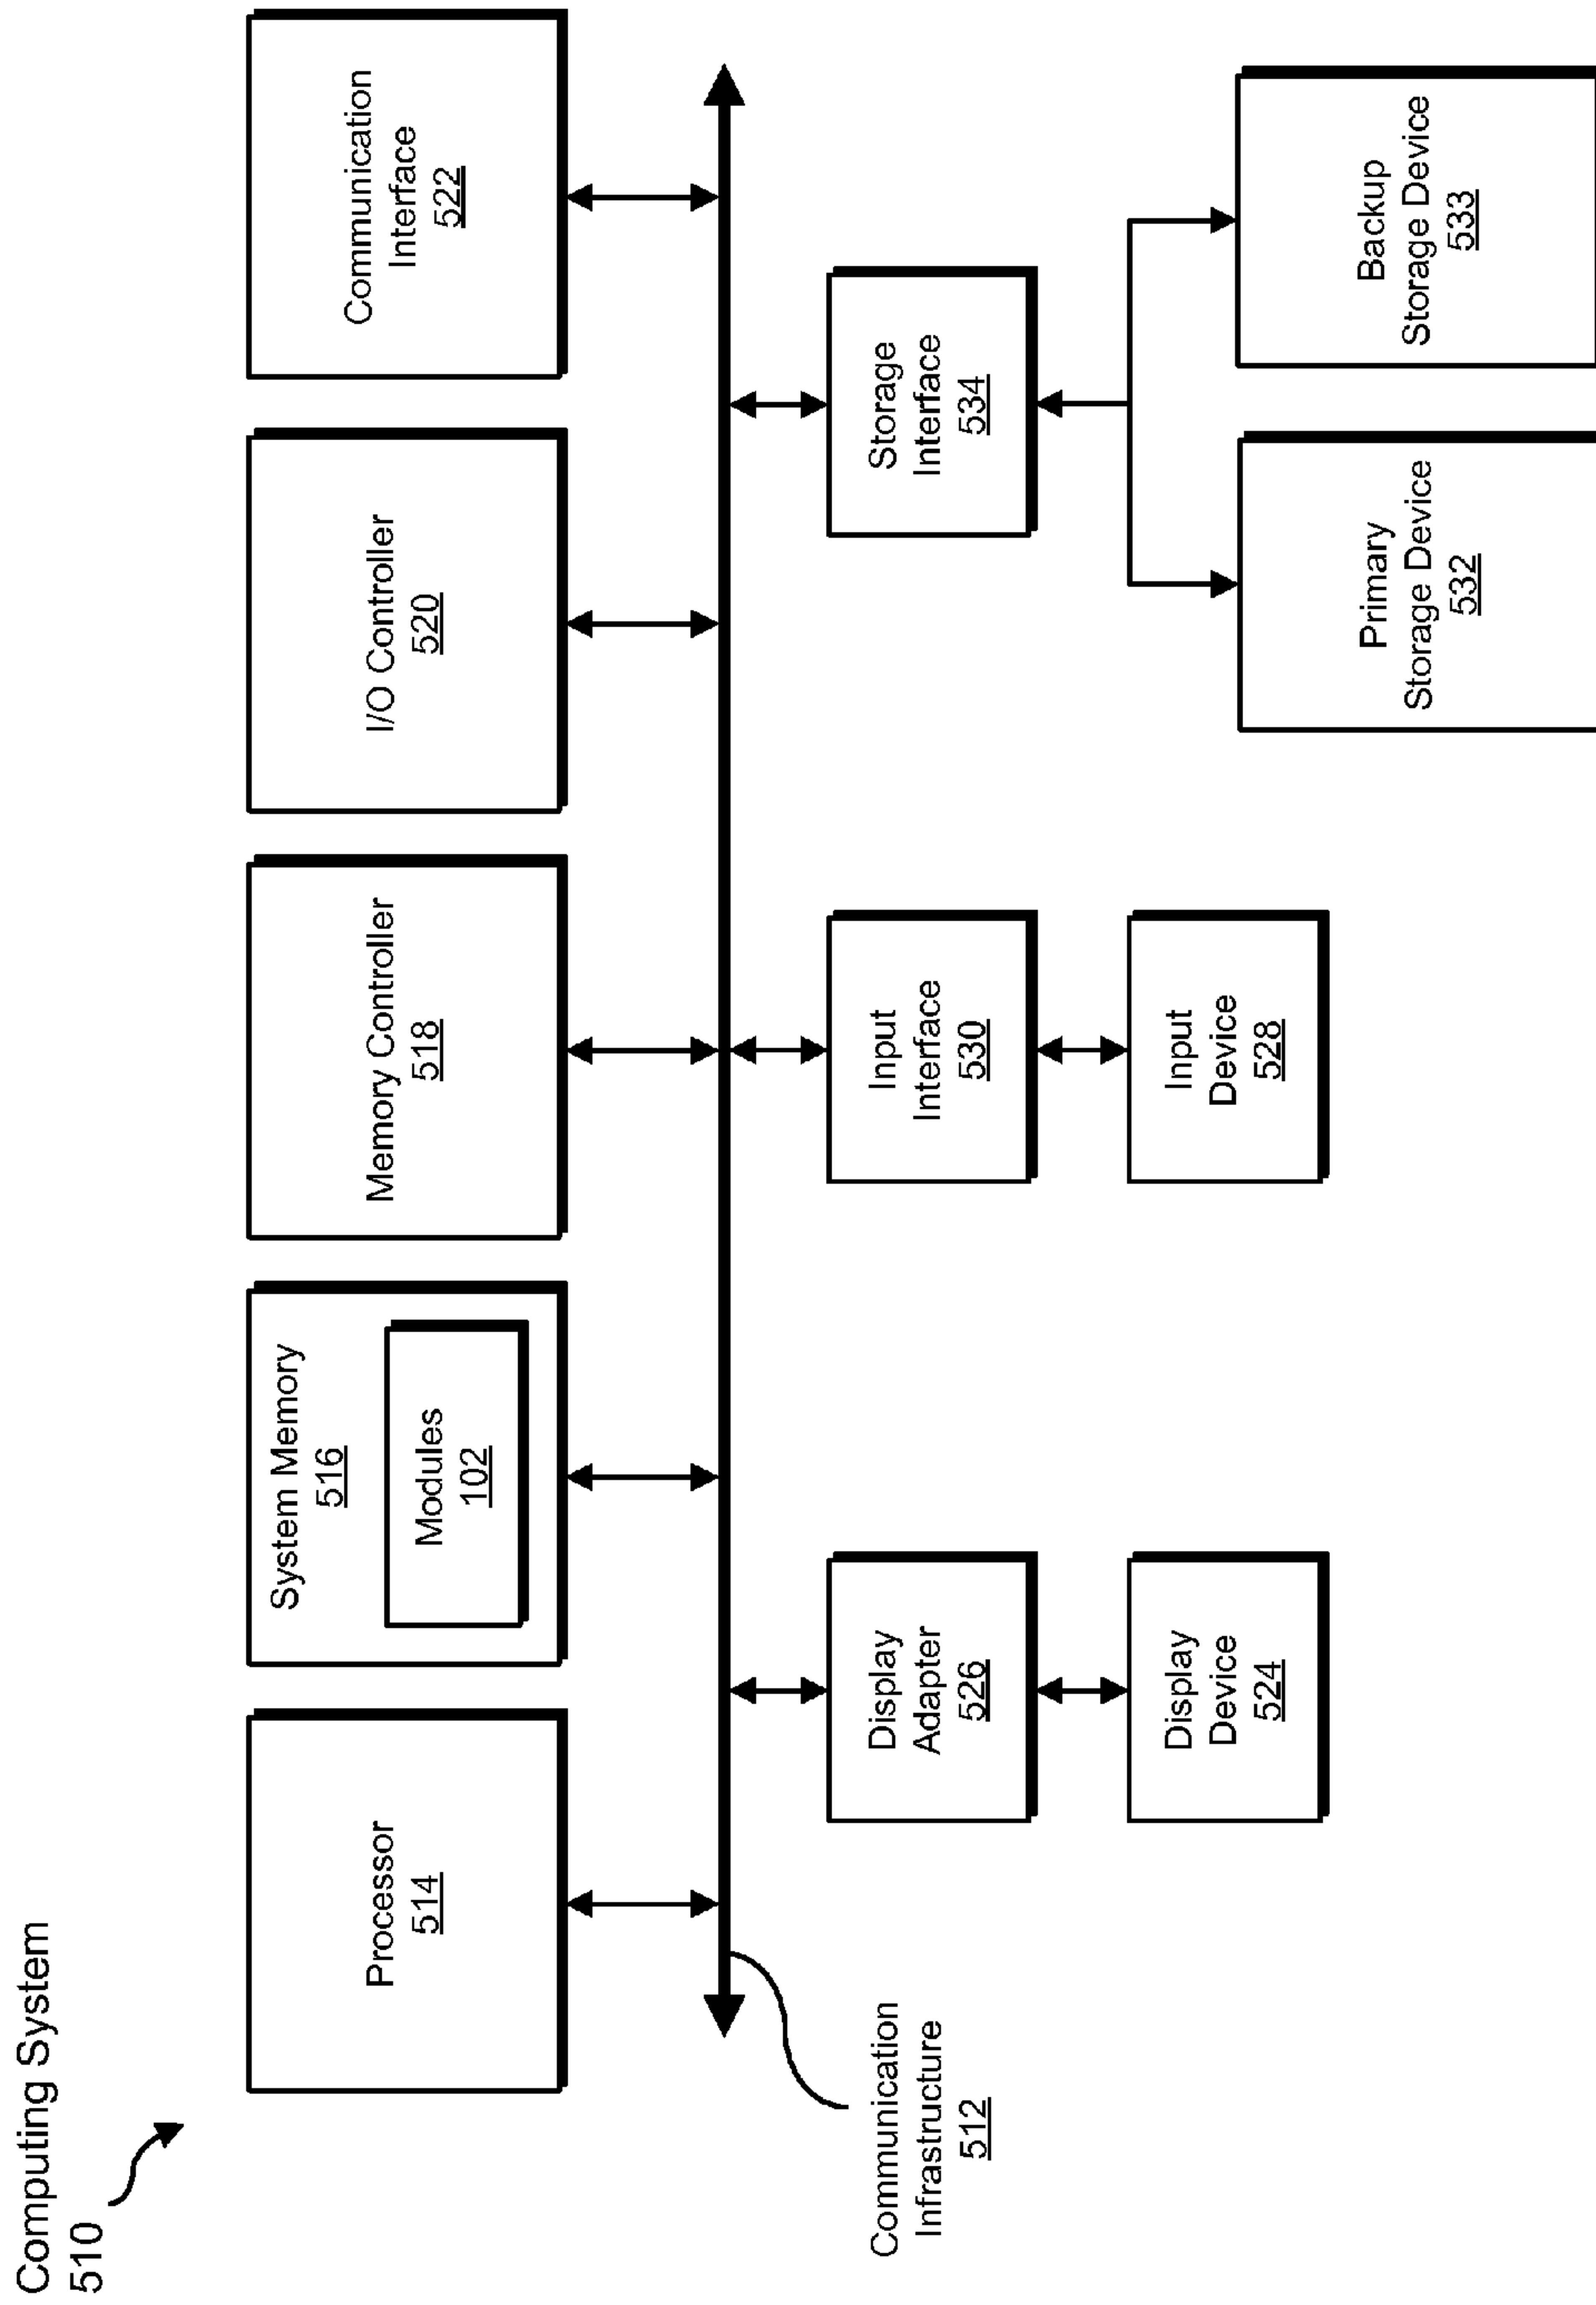 Computing System
510
Processor
514
System Memory
516
Modules
102
Memory Controller
518
I/O Controller
520
Communication
Interface
522
Communication
Infrastructure
512
Display
Adapter
526
Input
Interface
530
Storage
Interface
534
Display
Device
524
Input
Device
528
Primary
Storage Device
532
Backup
Storage Device
533